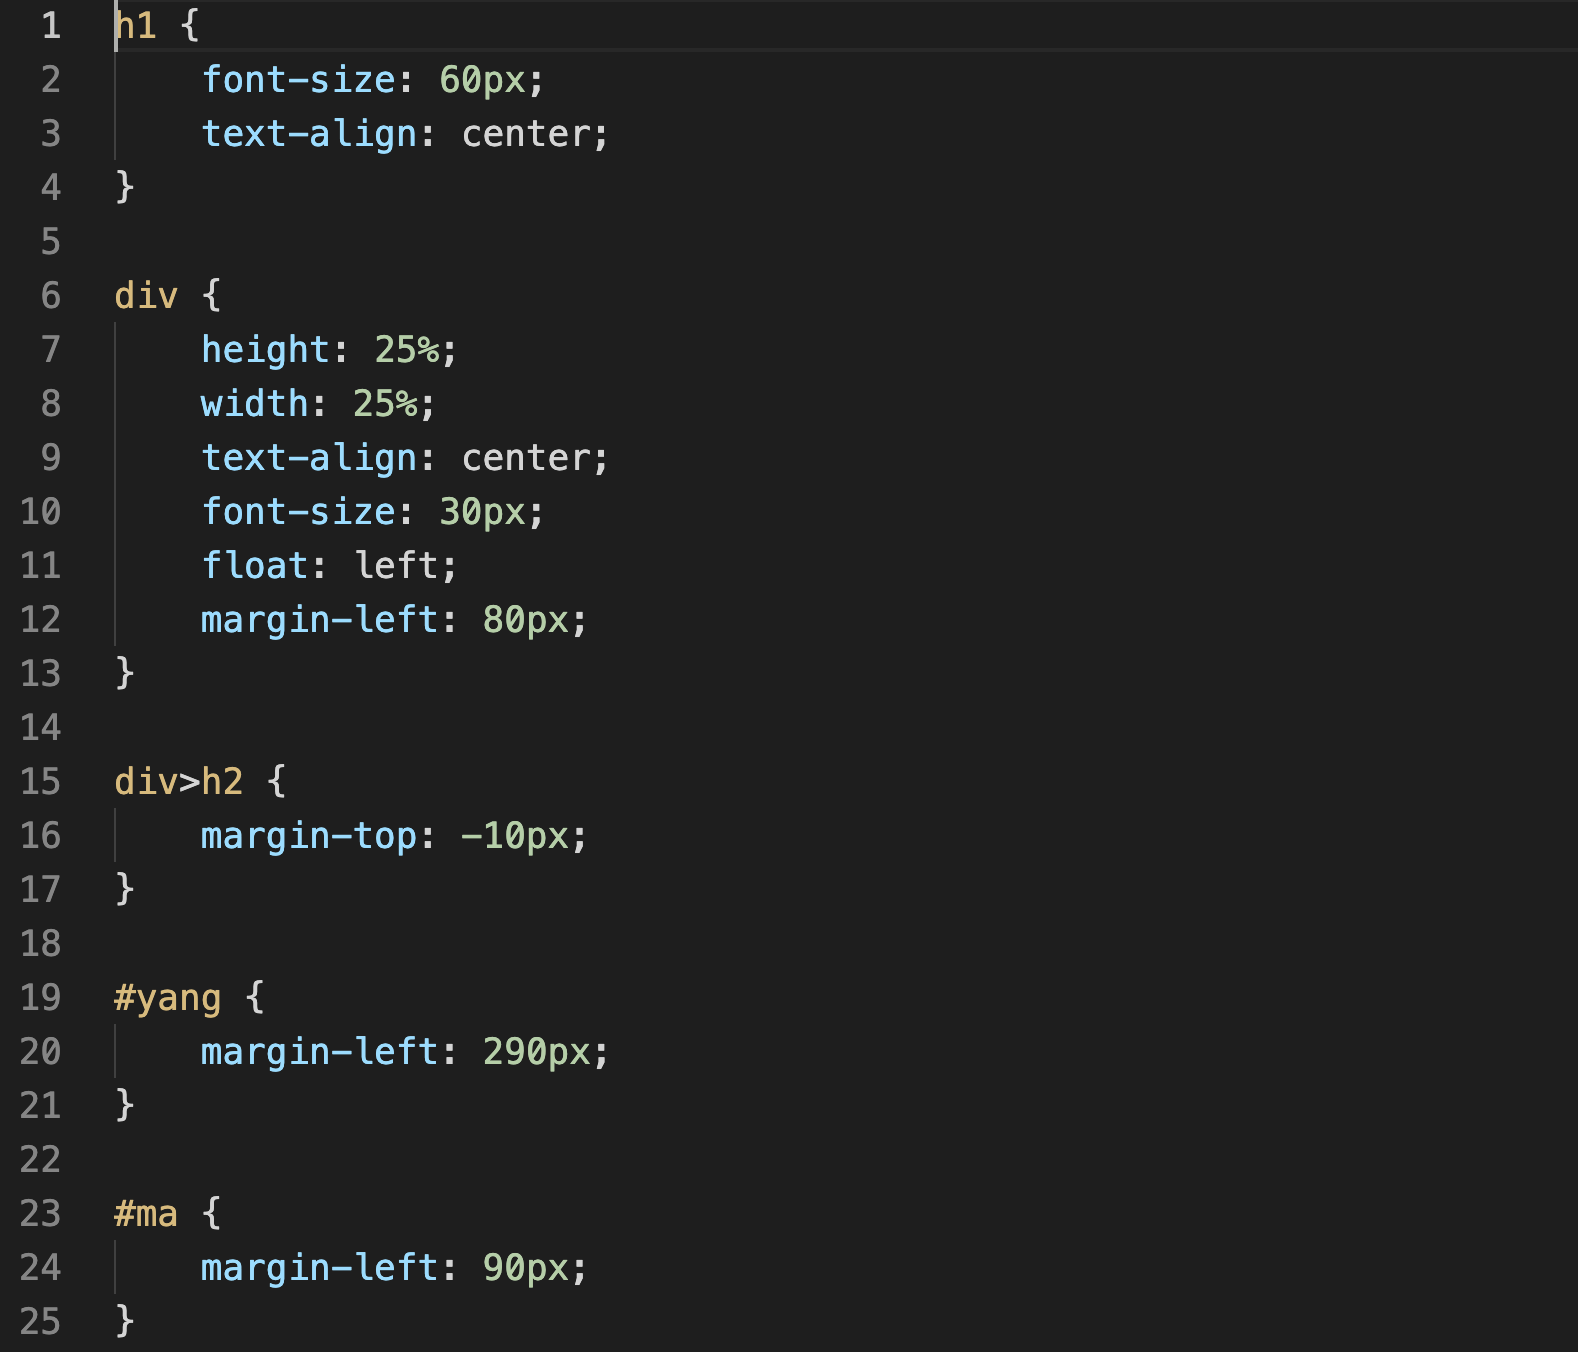 1 h1 {
2 font-size: 60px;
3 text-align: center;
4 }
5
6 div {
7 height: 25%;
8 width: 25%;
9 text-align: center;
10 font-size: 30px;
11 float: left;
12 margin-left: 80px;
13 }
14
15 div>h2 {
16 margin-top: -10px;
17 }
18
19 #yang {
20 margin-left: 290px;
21 }
22
23 #ma {
24 margin-left: 90px;
25 }